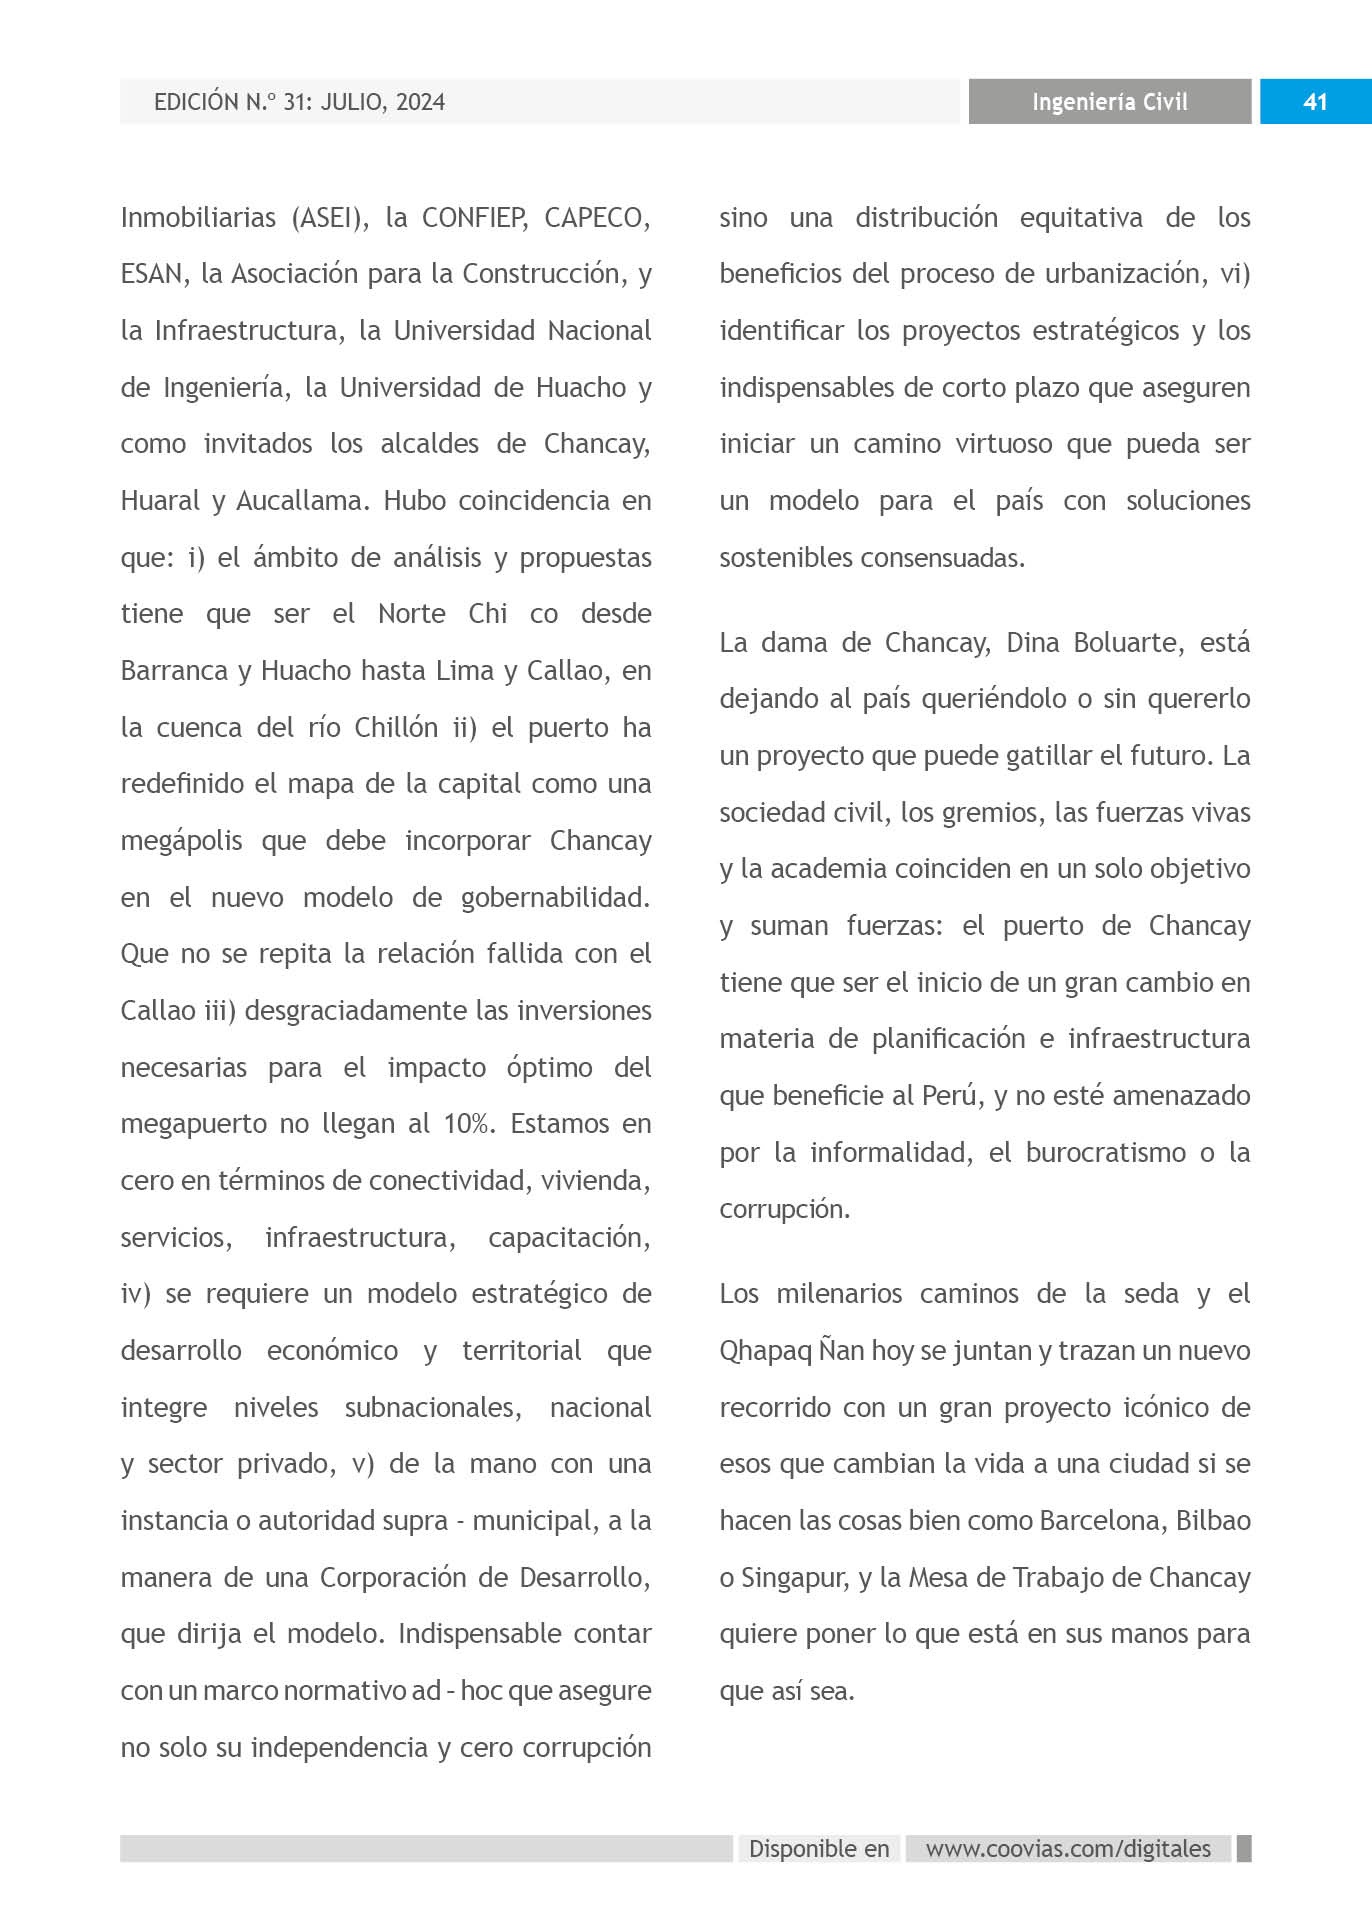 EDICIÓN N.º 31: JULIO, 2024
Ingeniería Civil
41
Inmobiliarias (ASEI), la CONFIEP, CAPECO,
ESAN, la Asociación para la Construcción, y
la Infraestructura, la Universidad Nacional
de Ingeniería, la Universidad de Huacho y
como invitados los alcaldes de Chancay,
Huaral y Aucallama. Hubo coincidencia en
que: i) el ámbito de análisis y propuestas
tiene que ser el Norte Chi co desde
Barranca y Huacho hasta Lima y Callao, en
la cuenca del río Chillón ii) el puerto ha
redefinido el mapa de la capital como una
megápolis que debe incorporar Chancay
en el nuevo modelo de gobernabilidad.
Que no se repita la relación fallida con el
Callao iii) desgraciadamente las inversiones
necesarias para el impacto óptimo del
megapuerto no llegan al 10%. Estamos en
cero en términos de conectividad, vivienda,
servicios, infraestructura, capacitación,
iv) se requiere un modelo estratégico de
desarrollo económico y territorial que
integre niveles subnacionales, nacional
y sector privado, v) de la mano con una
instancia o autoridad supra - municipal, a la
manera de una Corporación de Desarrollo,
que dirija el modelo. Indispensable contar
con un marco normativo ad – hoc que asegure
no solo su independencia y cero corrupción
sino una distribución equitativa de los
beneficios del proceso de urbanización, vi)
identificar los proyectos estratégicos y los
indispensables de corto plazo que aseguren
iniciar un camino virtuoso que pueda ser
un modelo para el país con soluciones
sostenibles consensuadas.
La dama de Chancay, Dina Boluarte, está
dejando al país queriéndolo o sin quererlo
un proyecto que puede gatillar el futuro. La
sociedad civil, los gremios, las fuerzas vivas
y la academia coinciden en un solo objetivo
y suman fuerzas: el puerto de Chancay
tiene que ser el inicio de un gran cambio en
materia de planificación e infraestructura
que beneficie al Perú, y no esté amenazado
por la informalidad, el burocratismo o la
corrupción.
Los milenarios caminos de la seda y el
Qhapaq Ñan hoy se juntan y trazan un nuevo
recorrido con un gran proyecto icónico de
esos que cambian la vida a una ciudad si se
hacen las cosas bien como Barcelona, Bilbao
o Singapur, y la Mesa de Trabajo de Chancay
quiere poner lo que está en sus manos para
que así sea.
Disponible en
www.coovias.com/digitales